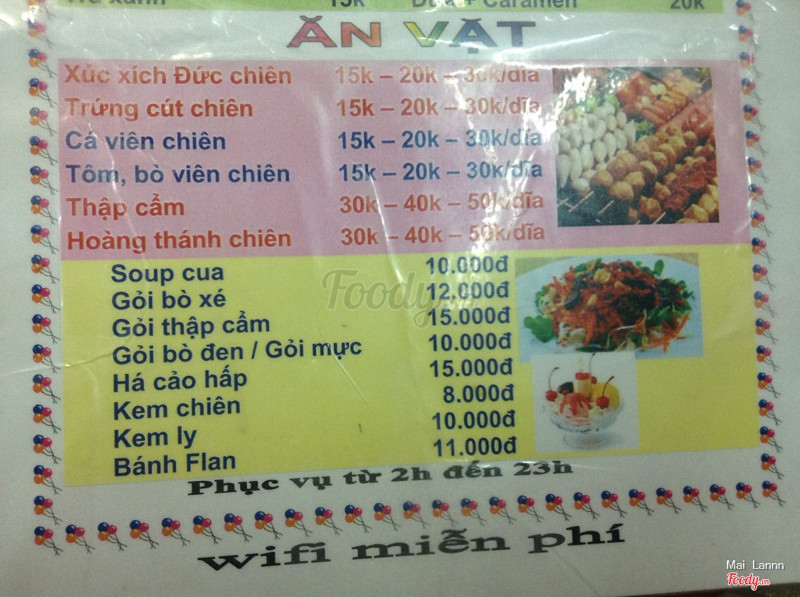 15k Dừa + Caramen 20k
ĂN VẶT
Xúc xích Đức chiên 15k – 20k – 30k/dĩa
Trứng cút chiên 15k – 20k – 30k/dĩa
Cá viên chiên 15k – 20k – 30k/dĩa
Tôm, bò viên chiên 15k – 20k – 30k/dĩa
Thập cẩm 30k – 40k – 50k/dĩa
Hoàng thánh chiên 30k – 40k – 50k/dĩa
Soup cua 10.000đ
Gỏi bò xé 12.000đ
Gỏi thập cẩm 15.000đ
Gỏi bò đen / Gỏi mực 10.000đ
Há cảo hấp 15.000đ
Kem chiên 8.000đ
Kem ly 10.000đ
Bánh Flan 11.000đ
Phục vụ từ 2h đến 23h
wifi miễn phí
Foody.vn
Mai Lannn
Foody.vn